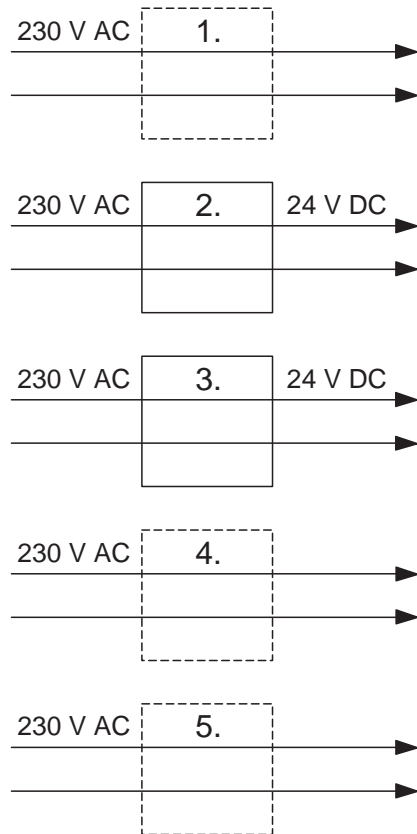 230 V AC 1.
230 V AC 2. 24 V DC
230 V AC 3. 24 V DC
230 V AC 4.
230 V AC 5.